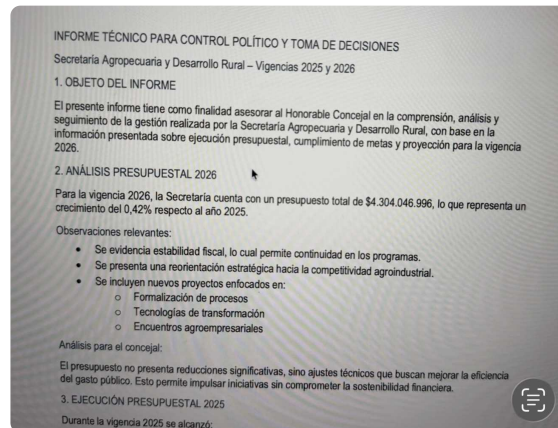 INFORME TÉCNICO PARA CONTROL POLÍTICO Y TOMA DE DECISIONES
Secretaría Agropecuaria y Desarrollo Rural – Vigencias 2025 y 2026
1. OBJETO DEL INFORME
El presente informe tiene como finalidad asesorar al Honorable Concejal en la comprensión, análisis y
seguimiento de la gestión realizada por la Secretaría Agropecuaria y Desarrollo Rural, con base en la
información presentada sobre ejecución presupuestal, cumplimiento de metas y proyección para la vigencia
2026.
2. ANÁLISIS PRESUPUESTAL 2026
Para la vigencia 2026, la Secretaría cuenta con un presupuesto total de $4.304.046.996, lo que representa un
crecimiento del 0,42% respecto al año 2025.
Observaciones relevantes:
• Se evidencia estabilidad fiscal, lo cual permite continuidad en los programas.
• Se presenta una reorientación estratégica hacia la competitividad agroindustrial.
• Se incluyen nuevos proyectos enfocados en:
○ Formalización de procesos
○ Tecnologías de transformación
○ Encuentros agroempresariales
Análisis para el concejal:
El presupuesto no presenta reducciones significativas, sino ajustes técnicos que buscan mejorar la eficiencia
del gasto público. Esto permite impulsar iniciativas sin comprometer la sostenibilidad financiera.
3. EJECUCIÓN PRESUPUESTAL 2025
Durante la vigencia 2025 se alcanzó: